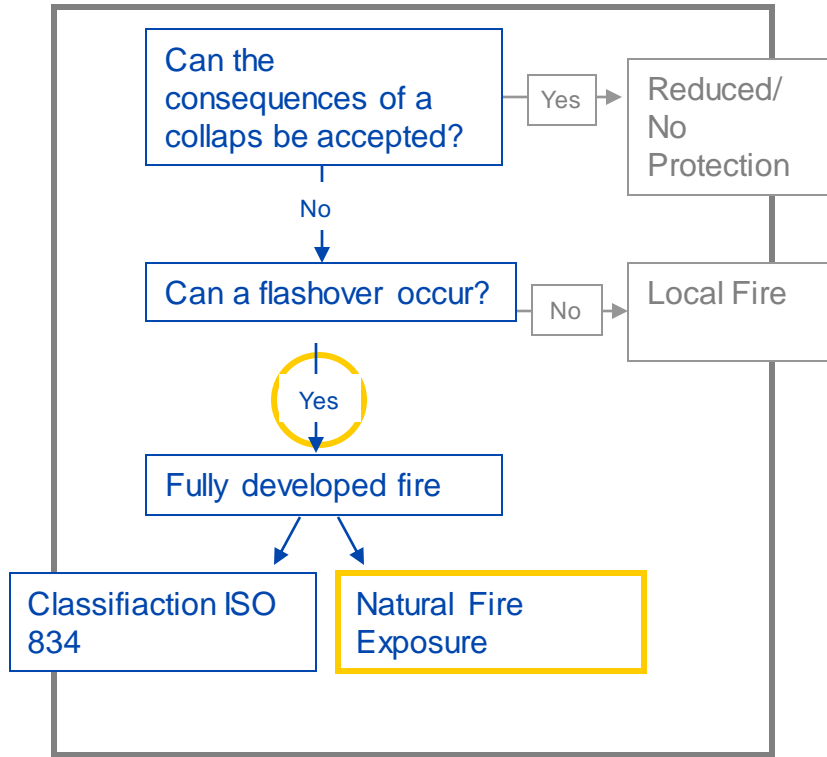 Can the
consequences of a
collaps be accepted?
Yes
Reduced/
No
Protection
No
Can a flashover occur?
No
Local Fire
Yes
Fully developed fire
Classifiaction ISO
834
Natural Fire
Exposure